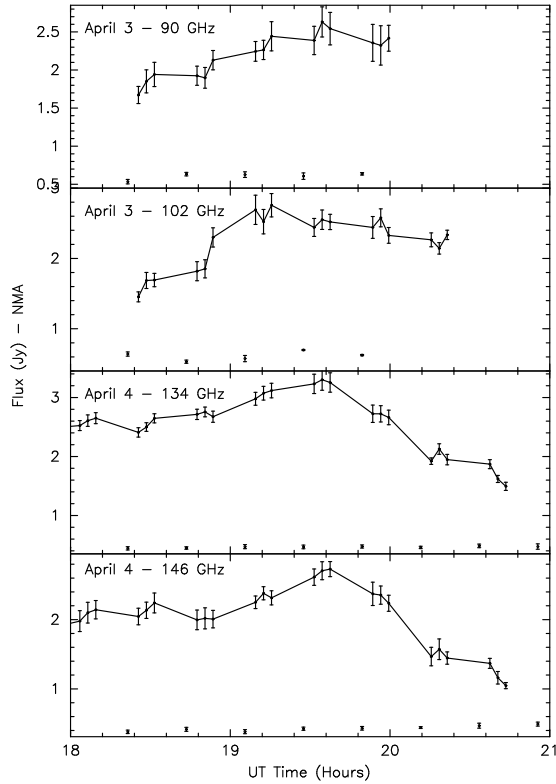 April 3 – 90 GHz
2.5
2
1.5
1
0.5
April 3 – 102 GHz
3
2
1
April 4 – 134 GHz
3
2
1
April 4 – 146 GHz
2
1
Flux (Jy) – NMA
18
19
20
21
UT Time (Hours)